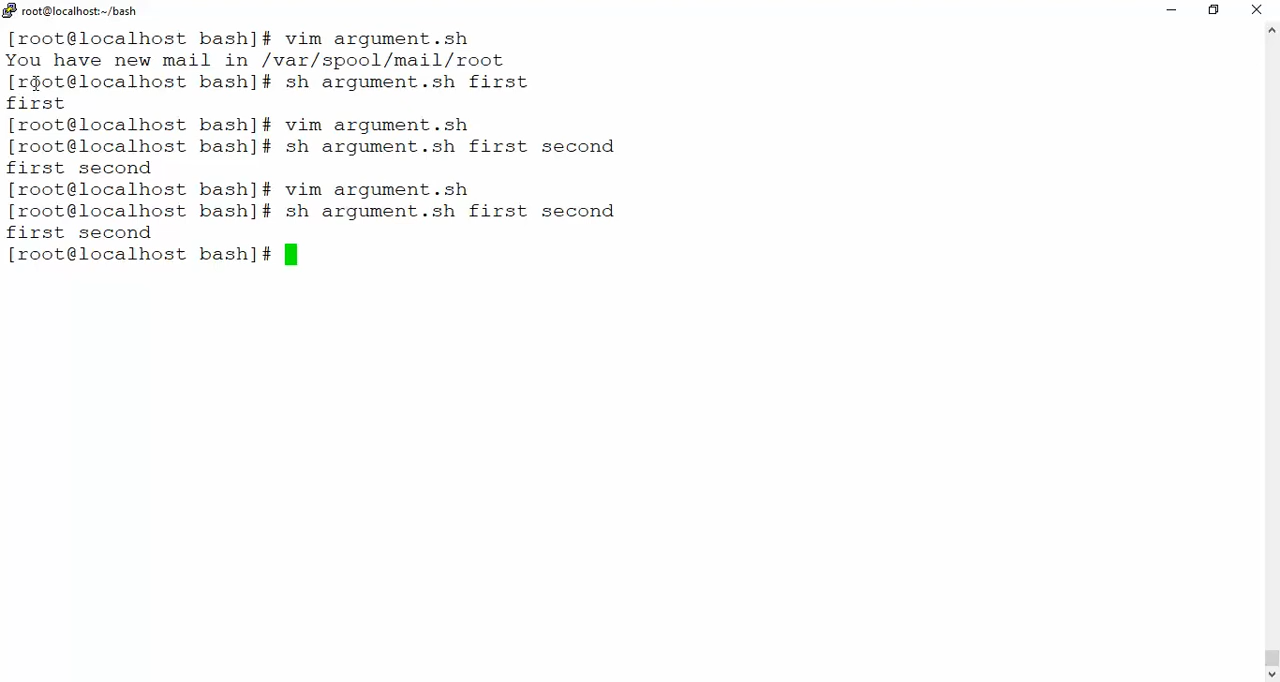 root@localhost:~/bash
[root@localhost bash]# vim argument.sh
You have new mail in /var/spool/mail/root
[root@localhost bash]# sh argument.sh first
first
[root@localhost bash]# vim argument.sh
[root@localhost bash]# sh argument.sh first second
first second
[root@localhost bash]# vim argument.sh
[root@localhost bash]# sh argument.sh first second
first second
[root@localhost bash]#